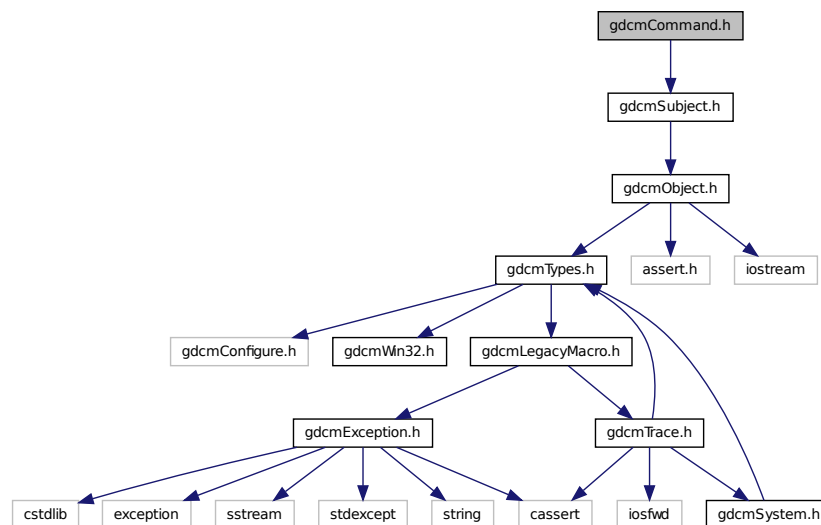 gdcmCommand.h
gdcmSubject.h
gdcmObject.h
gdcmTypes.h
assert.h
iostream
gdcmConfigure.h
gdcmWin32.h
gdcmLegacyMacro.h
gdcmException.h
gdcmTrace.h
cstdlib
exception
sstream
stdexcept
string
cassert
iosfwd
gdcmSystem.h